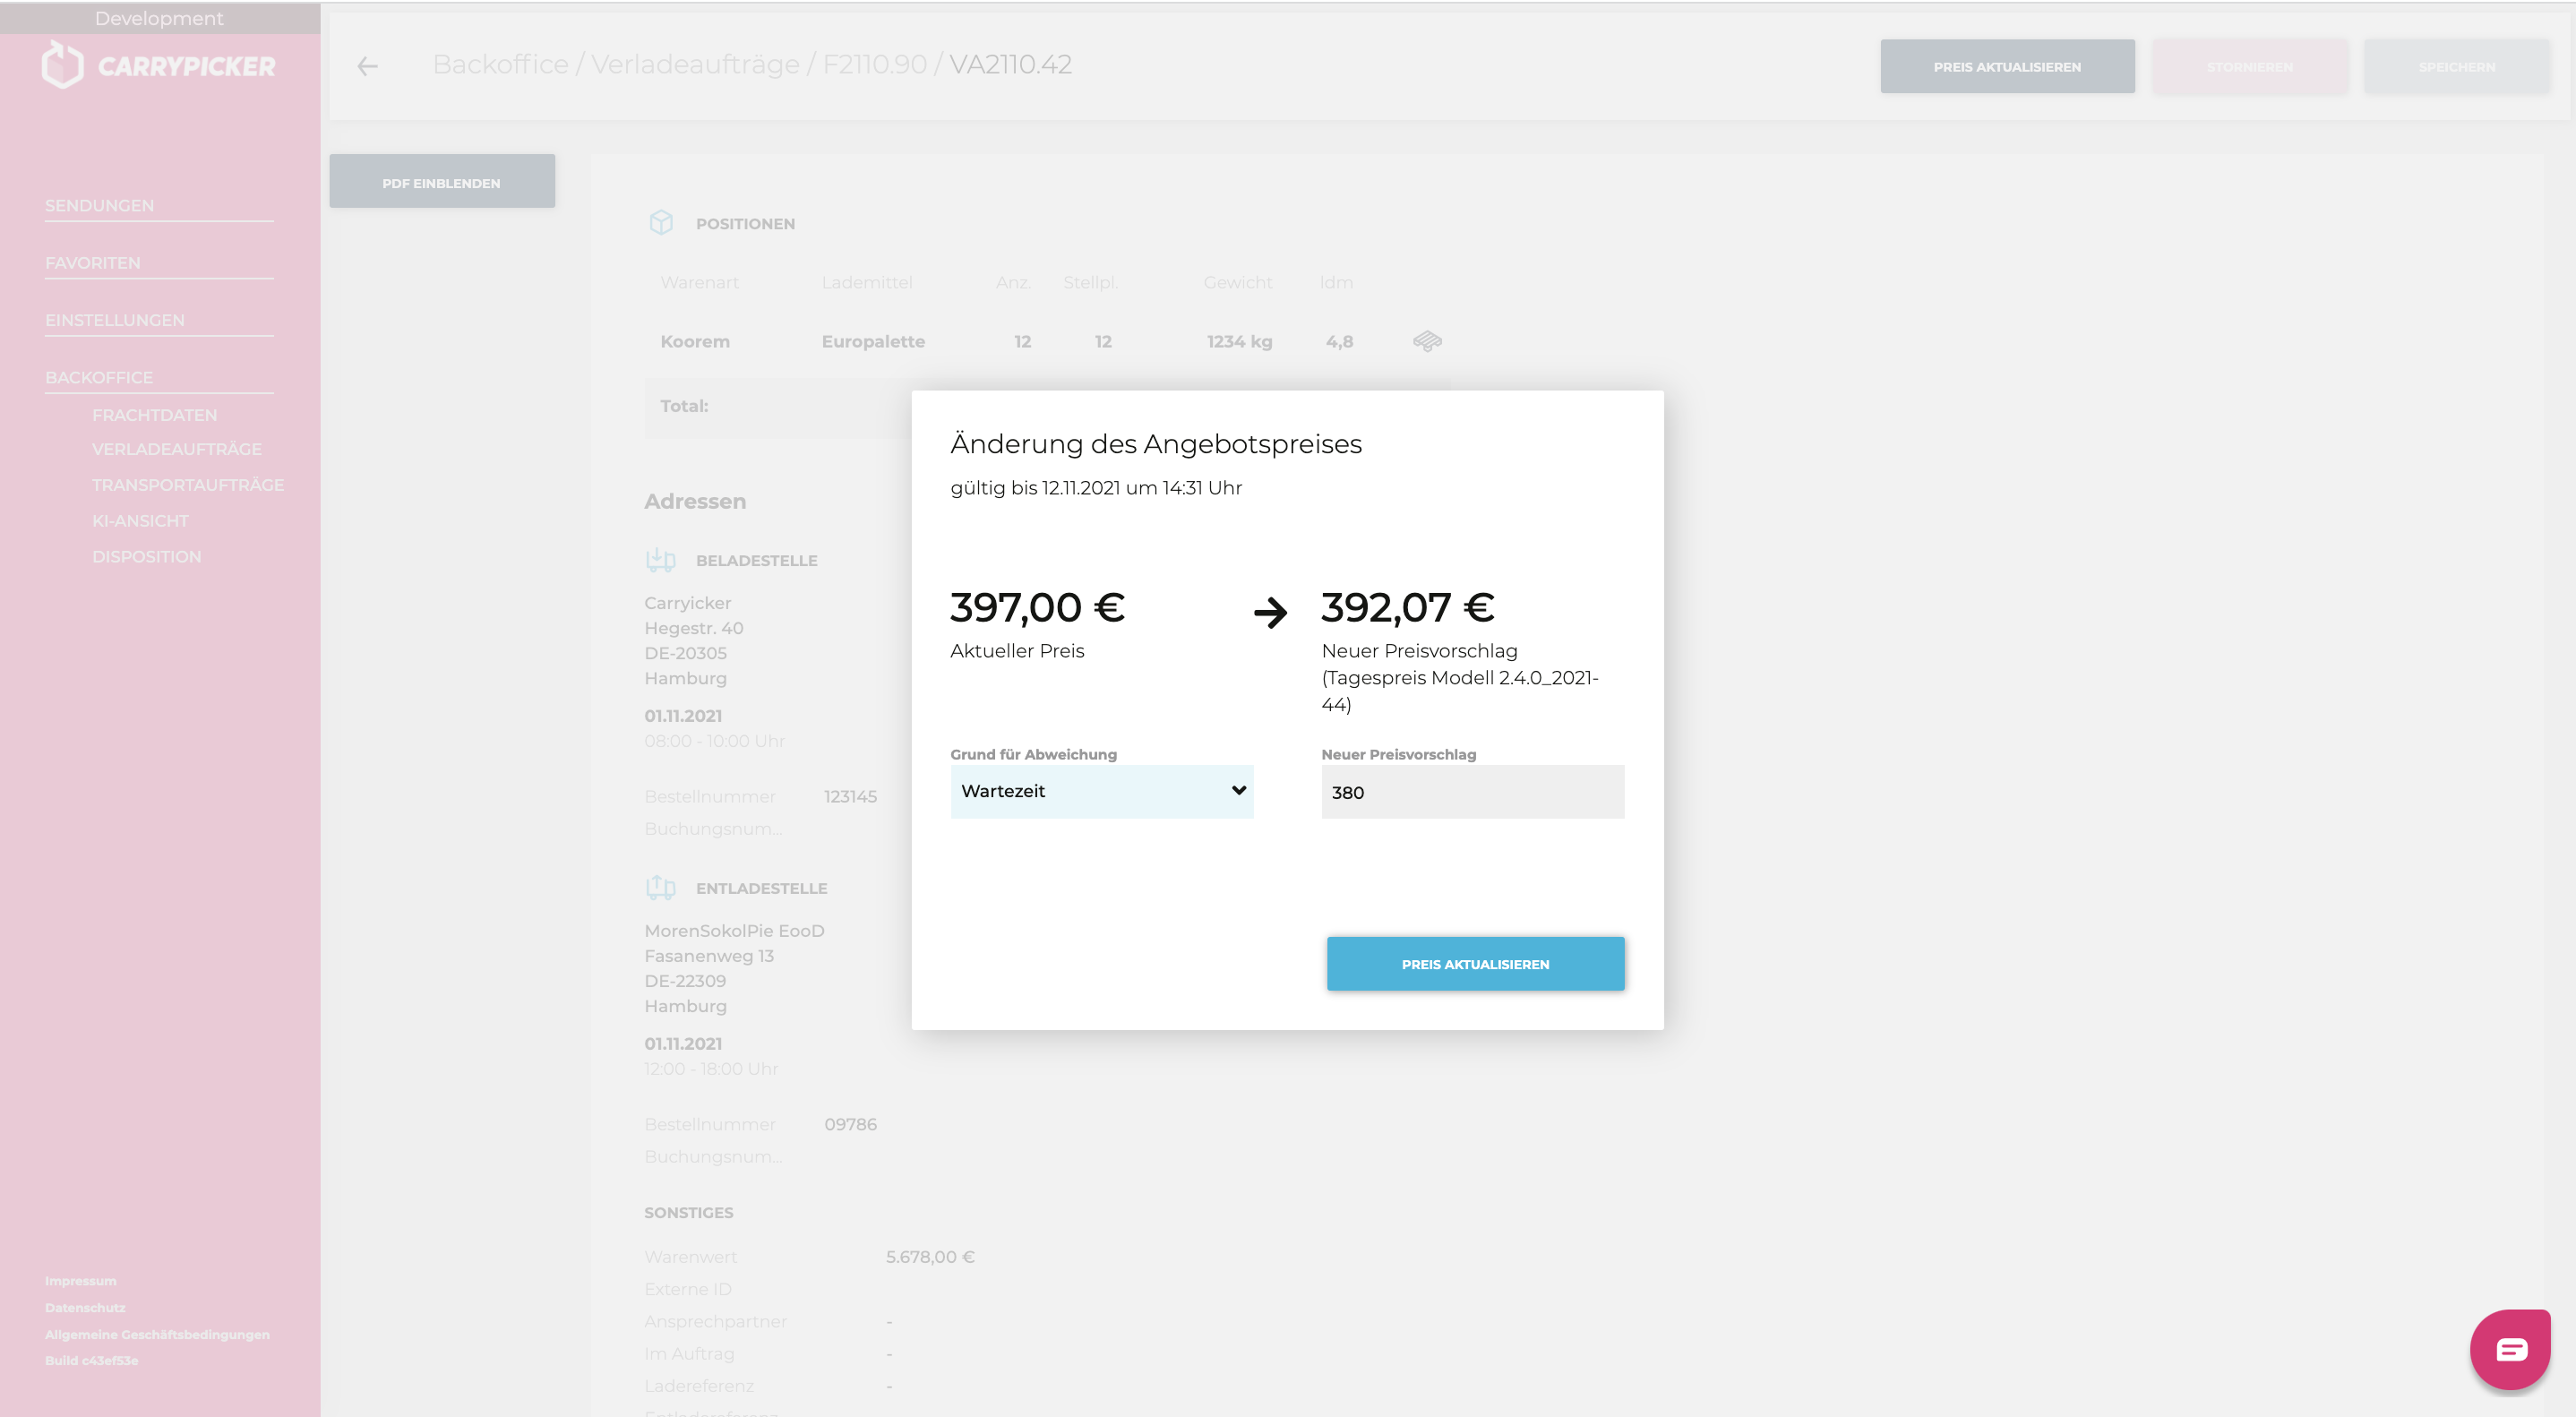 Development
CARRYPICKER
SENDUNGEN
FAVORITEN
EINSTELLUNGEN
BACKOFFICE
FRACHTDATEN
VERLADEAUFTRÄGE
TRANSPORTAUFTRÄGE
KI-ANSICHT
DISPOSITION
Impressum
Datenschutz
Allgemeine Geschäftsbedingungen
Build c43ef53e
Backoffice / Verladeaufträge / F2110.90 / VA2110.42
PREIS AKTUALISIEREN
STORNIEREN
SPEICHERN
PDF EINBLENDEN
POSITIONEN
Warenart Lademittel Anz. Stellpl. Gewicht ldm
Koorem Europalette 12 12 1234 kg 4,8
Total:
Adressen
BELADESTELLE
Carryicker
Hegestr. 40
DE-20305
Hamburg
01.11.2021
08:00 - 10:00 Uhr
Bestellnummer 123145
Buchungsnum...
ENTLADESTELLE
MorenSokolPie EooD
Fasanenweg 13
DE-22309
Hamburg
01.11.2021
12:00 - 18:00 Uhr
Bestellnummer 09786
Buchungsnum...
SONSTIGES
Warenwert 5.678,00 €
Externe ID
Ansprechpartner -
Im Auftrag -
Ladereferenz -
Änderung des Angebotspreises
gültig bis 12.11.2021 um 14:31 Uhr
397,00 €
Aktueller Preis
392,07 €
Neuer Preisvorschlag
(Tagespreis Modell 2.4.0_2021-
44)
Grund für Abweichung
Wartezeit
Neuer Preisvorschlag
380
PREIS AKTUALISIEREN